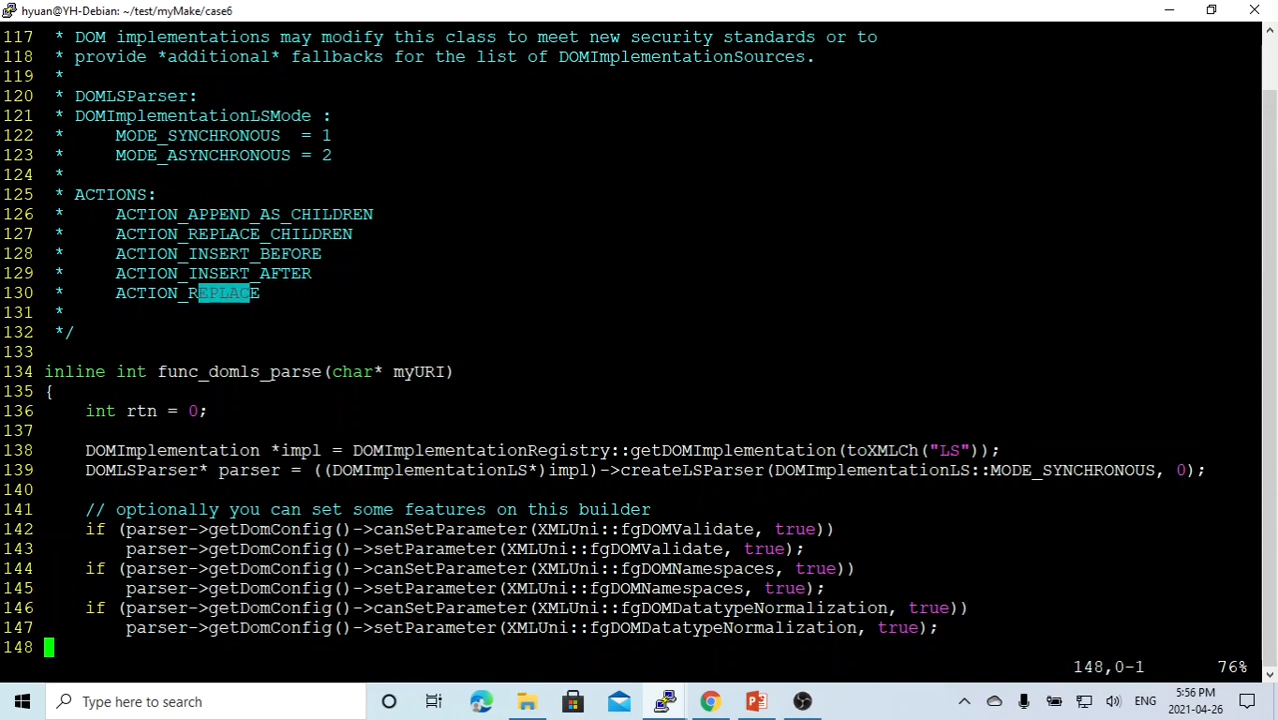 hyuan@YH-Debian: ~/test/myMake/case6
117  * DOM implementations may modify this class to meet new security standards or to
118  * provide *additional* fallbacks for the list of DOMImplementationSources.
119  *
120  * DOMLSParser:
121  * DOMImplementationLSMode :
122  *     MODE_SYNCHRONOUS  = 1
123  *     MODE_ASYNCHRONOUS = 2
124  *
125  * ACTIONS:
126  *     ACTION_APPEND_AS_CHILDREN
127  *     ACTION_REPLACE_CHILDREN
128  *     ACTION_INSERT_BEFORE
129  *     ACTION_INSERT_AFTER
130  *     ACTION_REPLACE
131  *
132  */
133
134 inline int func_domls_parse(char* myURI)
135 {
136     int rtn = 0;
137
138     DOMImplementation *impl = DOMImplementationRegistry::getDOMImplementation(toXMLCh("LS"));
139     DOMLSParser* parser = ((DOMImplementationLS*)impl)->createLSParser(DOMImplementationLS::MODE_SYNCHRONOUS, 0);
140
141     // optionally you can set some features on this builder
142     if (parser->getDomConfig()->canSetParameter(XMLUni::fgDOMValidate, true))
143         parser->getDomConfig()->setParameter(XMLUni::fgDOMValidate, true);
144     if (parser->getDomConfig()->canSetParameter(XMLUni::fgDOMNamespaces, true))
145         parser->getDomConfig()->setParameter(XMLUni::fgDOMNamespaces, true);
146     if (parser->getDomConfig()->canSetParameter(XMLUni::fgDOMDatatypeNormalization, true))
147         parser->getDomConfig()->setParameter(XMLUni::fgDOMDatatypeNormalization, true);
148
148,0-1 76%
Type here to search
ENG
5:56 PM
2021-04-26